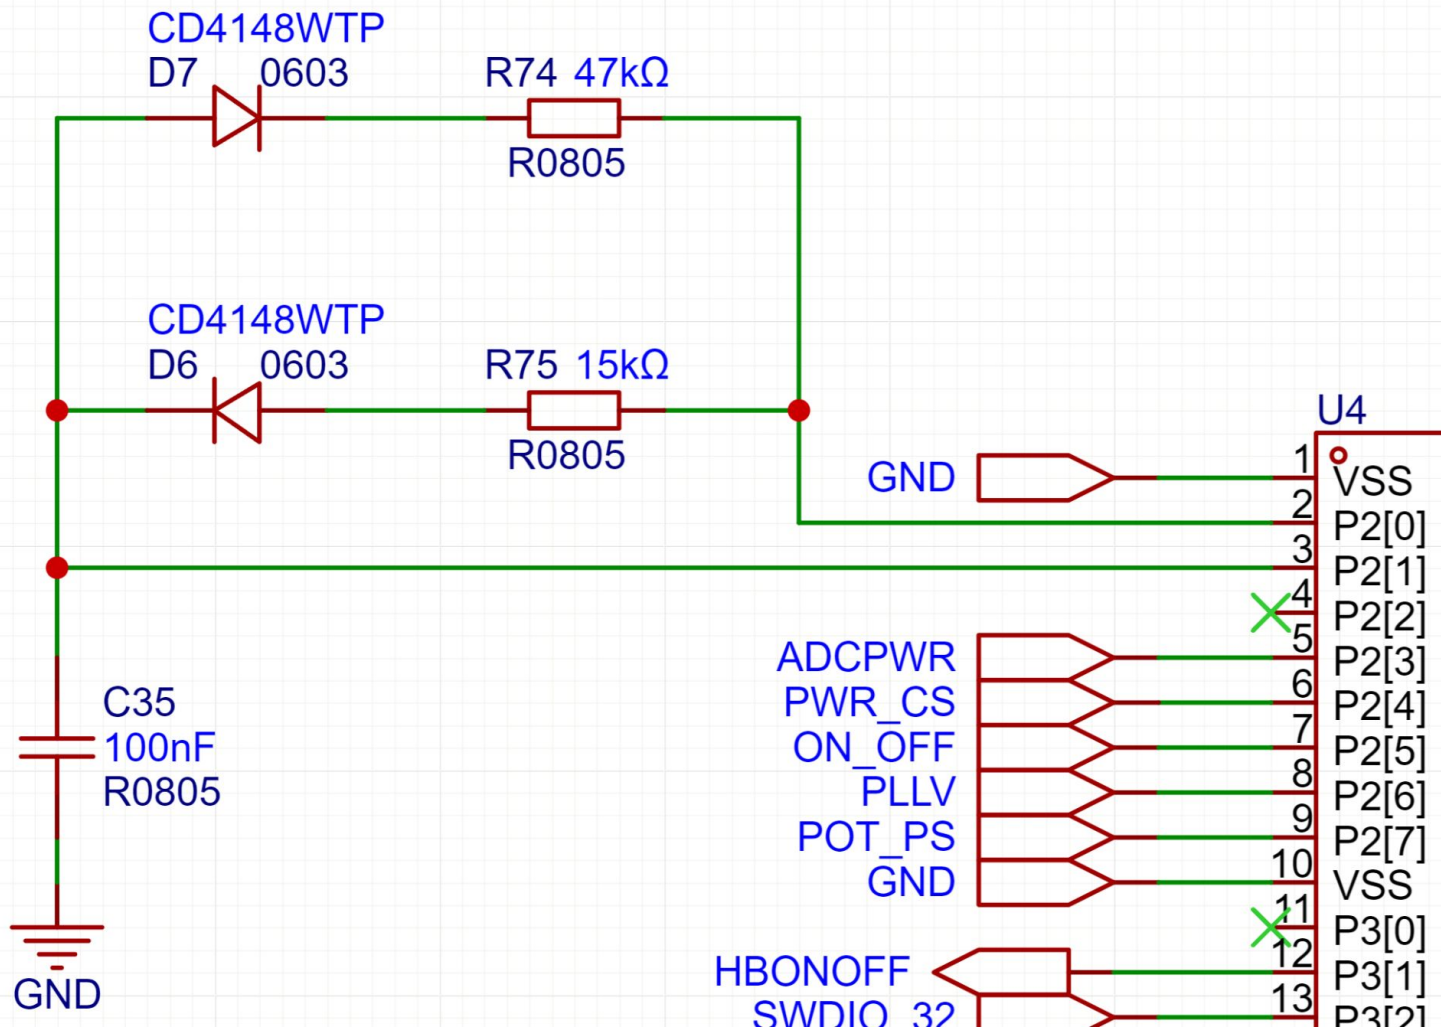 CD4148WTP
D7 0603
R74 47kΩ
R0805
CD4148WTP
D6 0603
R75 15kΩ
R0805
U4
GND 1 VSS
2 P2[0]
3 P2[1]
4 P2[2]
ADCPWR 5 P2[3]
PWR_CS 6 P2[4]
ON_OFF 7 P2[5]
PLLV 8 P2[6]
POT_PS 9 P2[7]
GND 10 VSS
11 P3[0]
HBONOFF 12 P3[1]
SWDIO_32 13 P3[2]
C35
100nF
R0805
GND